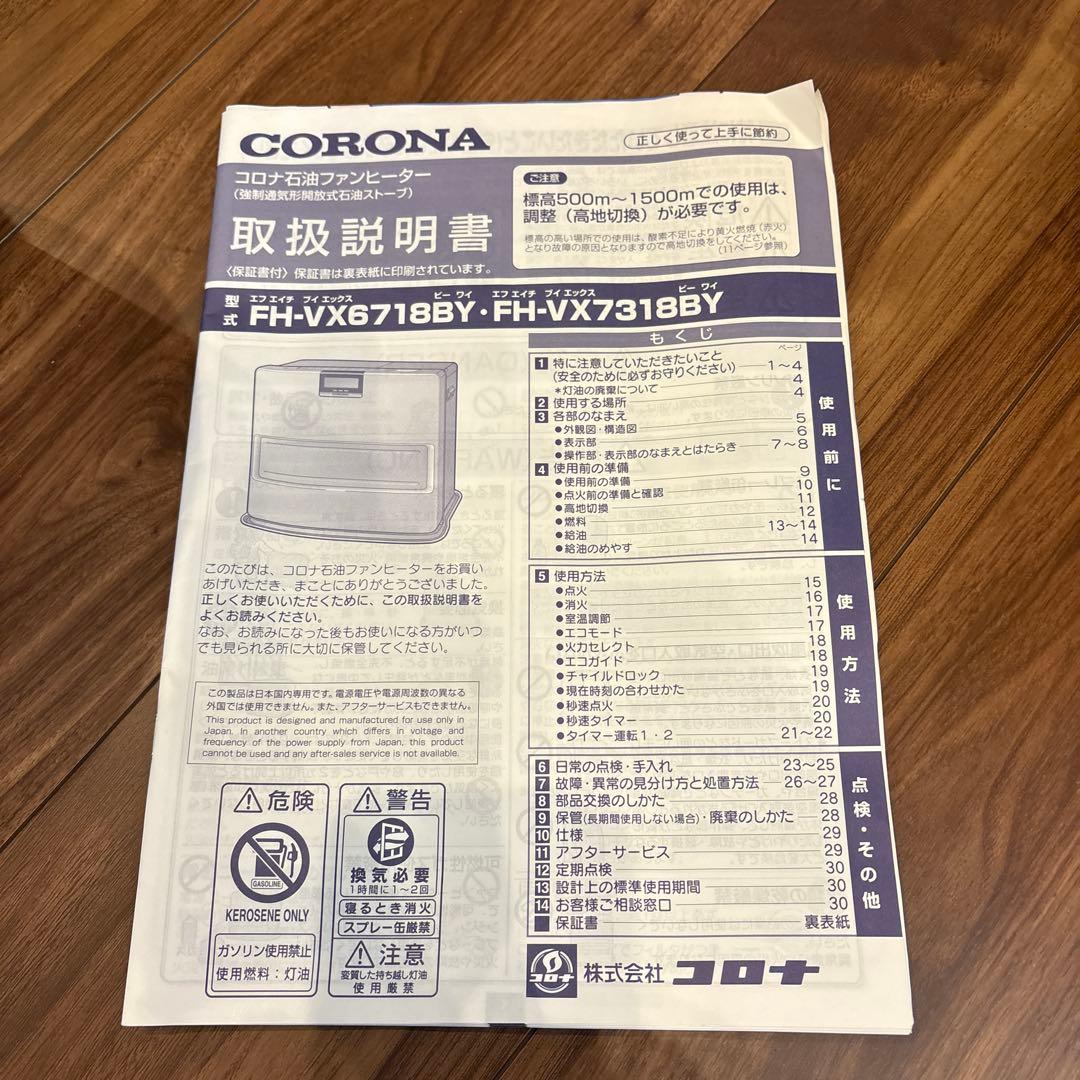 CORONA
正しく使って上手に節約
コロナ石油ファンヒーター
(強制通気形開放式石油ストーブ)
取扱説明書
〈保証書付〉保証書は裏表紙に印刷されています。
ご注意
標高500m～1500mでの使用は、
調整(高地切換)が必要です。
標高の高い場所での使用は、酸素不足により黄火燃焼(赤火)
となり故障の原因となりますので高地切換をしてください。
(11ページ参照)
エフ エイチ ブイ エックス ビー ワイ エフ エイチ ブイ エックス ビー ワイ
型式 FH-VX6718BY・FH-VX7318BY
もくじ
ページ
1 特に注意していただきたいこと 1～4
(安全のために必ずお守りください) 4
＊灯油の廃棄について 4
2 使用する場所
3 各部のなまえ
●外観図・構造図 5
●表示部 6
●操作部・表示部のなまえとはたらき 7～8
4 使用前の準備
●使用前の準備 9
●点火前の準備と確認 10
●高地切換 11
●燃料 12
●給油 13～14
●給油のめやす 14
使用前に
5 使用方法
●点火 15
●消火 16
●室温調節 17
●エコモード 17
●火力セレクト 18
●エコガイド 18
●チャイルドロック 19
●現在時刻の合わせかた 19
●秒速点火 20
●秒速タイマー 20
●タイマー運転1・2 21～22
使用方法
6 日常の点検・手入れ 23～25
7 故障・異常の見分け方と処置方法 26～27
8 部品交換のしかた 28
9 保管(長期間使用しない場合)・廃棄のしかた 28
10 仕様 29
11 アフターサービス 29
12 定期点検 30
13 設計上の標準使用期間 30
14 お客様ご相談窓口 30
■ 保証書 裏表紙
点検・その他
このたびは、コロナ石油ファンヒーターをお買い
あげいただき、まことにありがとうございました。
正しくお使いいただくために、この取扱説明書を
よくお読みください。
なお、お読みになった後もお使いになる方がいつ
でも見られる所に大切に保管してください。
この製品は日本国内専用です。電源電圧や電源周波数の異なる
外国では使用できません。また、アフターサービスもできません。
This product is designed and manufactured for use only in
Japan. In another country which differs in voltage and
frequency of the power supply from Japan, this product
cannot be used and any after-sales service is not available.
危険
GASOLINE
KEROSENE ONLY
ガソリン使用禁止
使用燃料：灯油
警告
換気必要
1時間に1～2回
寝るとき消火
スプレー缶厳禁
注意
変質した持ち越し灯油
使用厳禁
コロナ
株式会社 コロナ